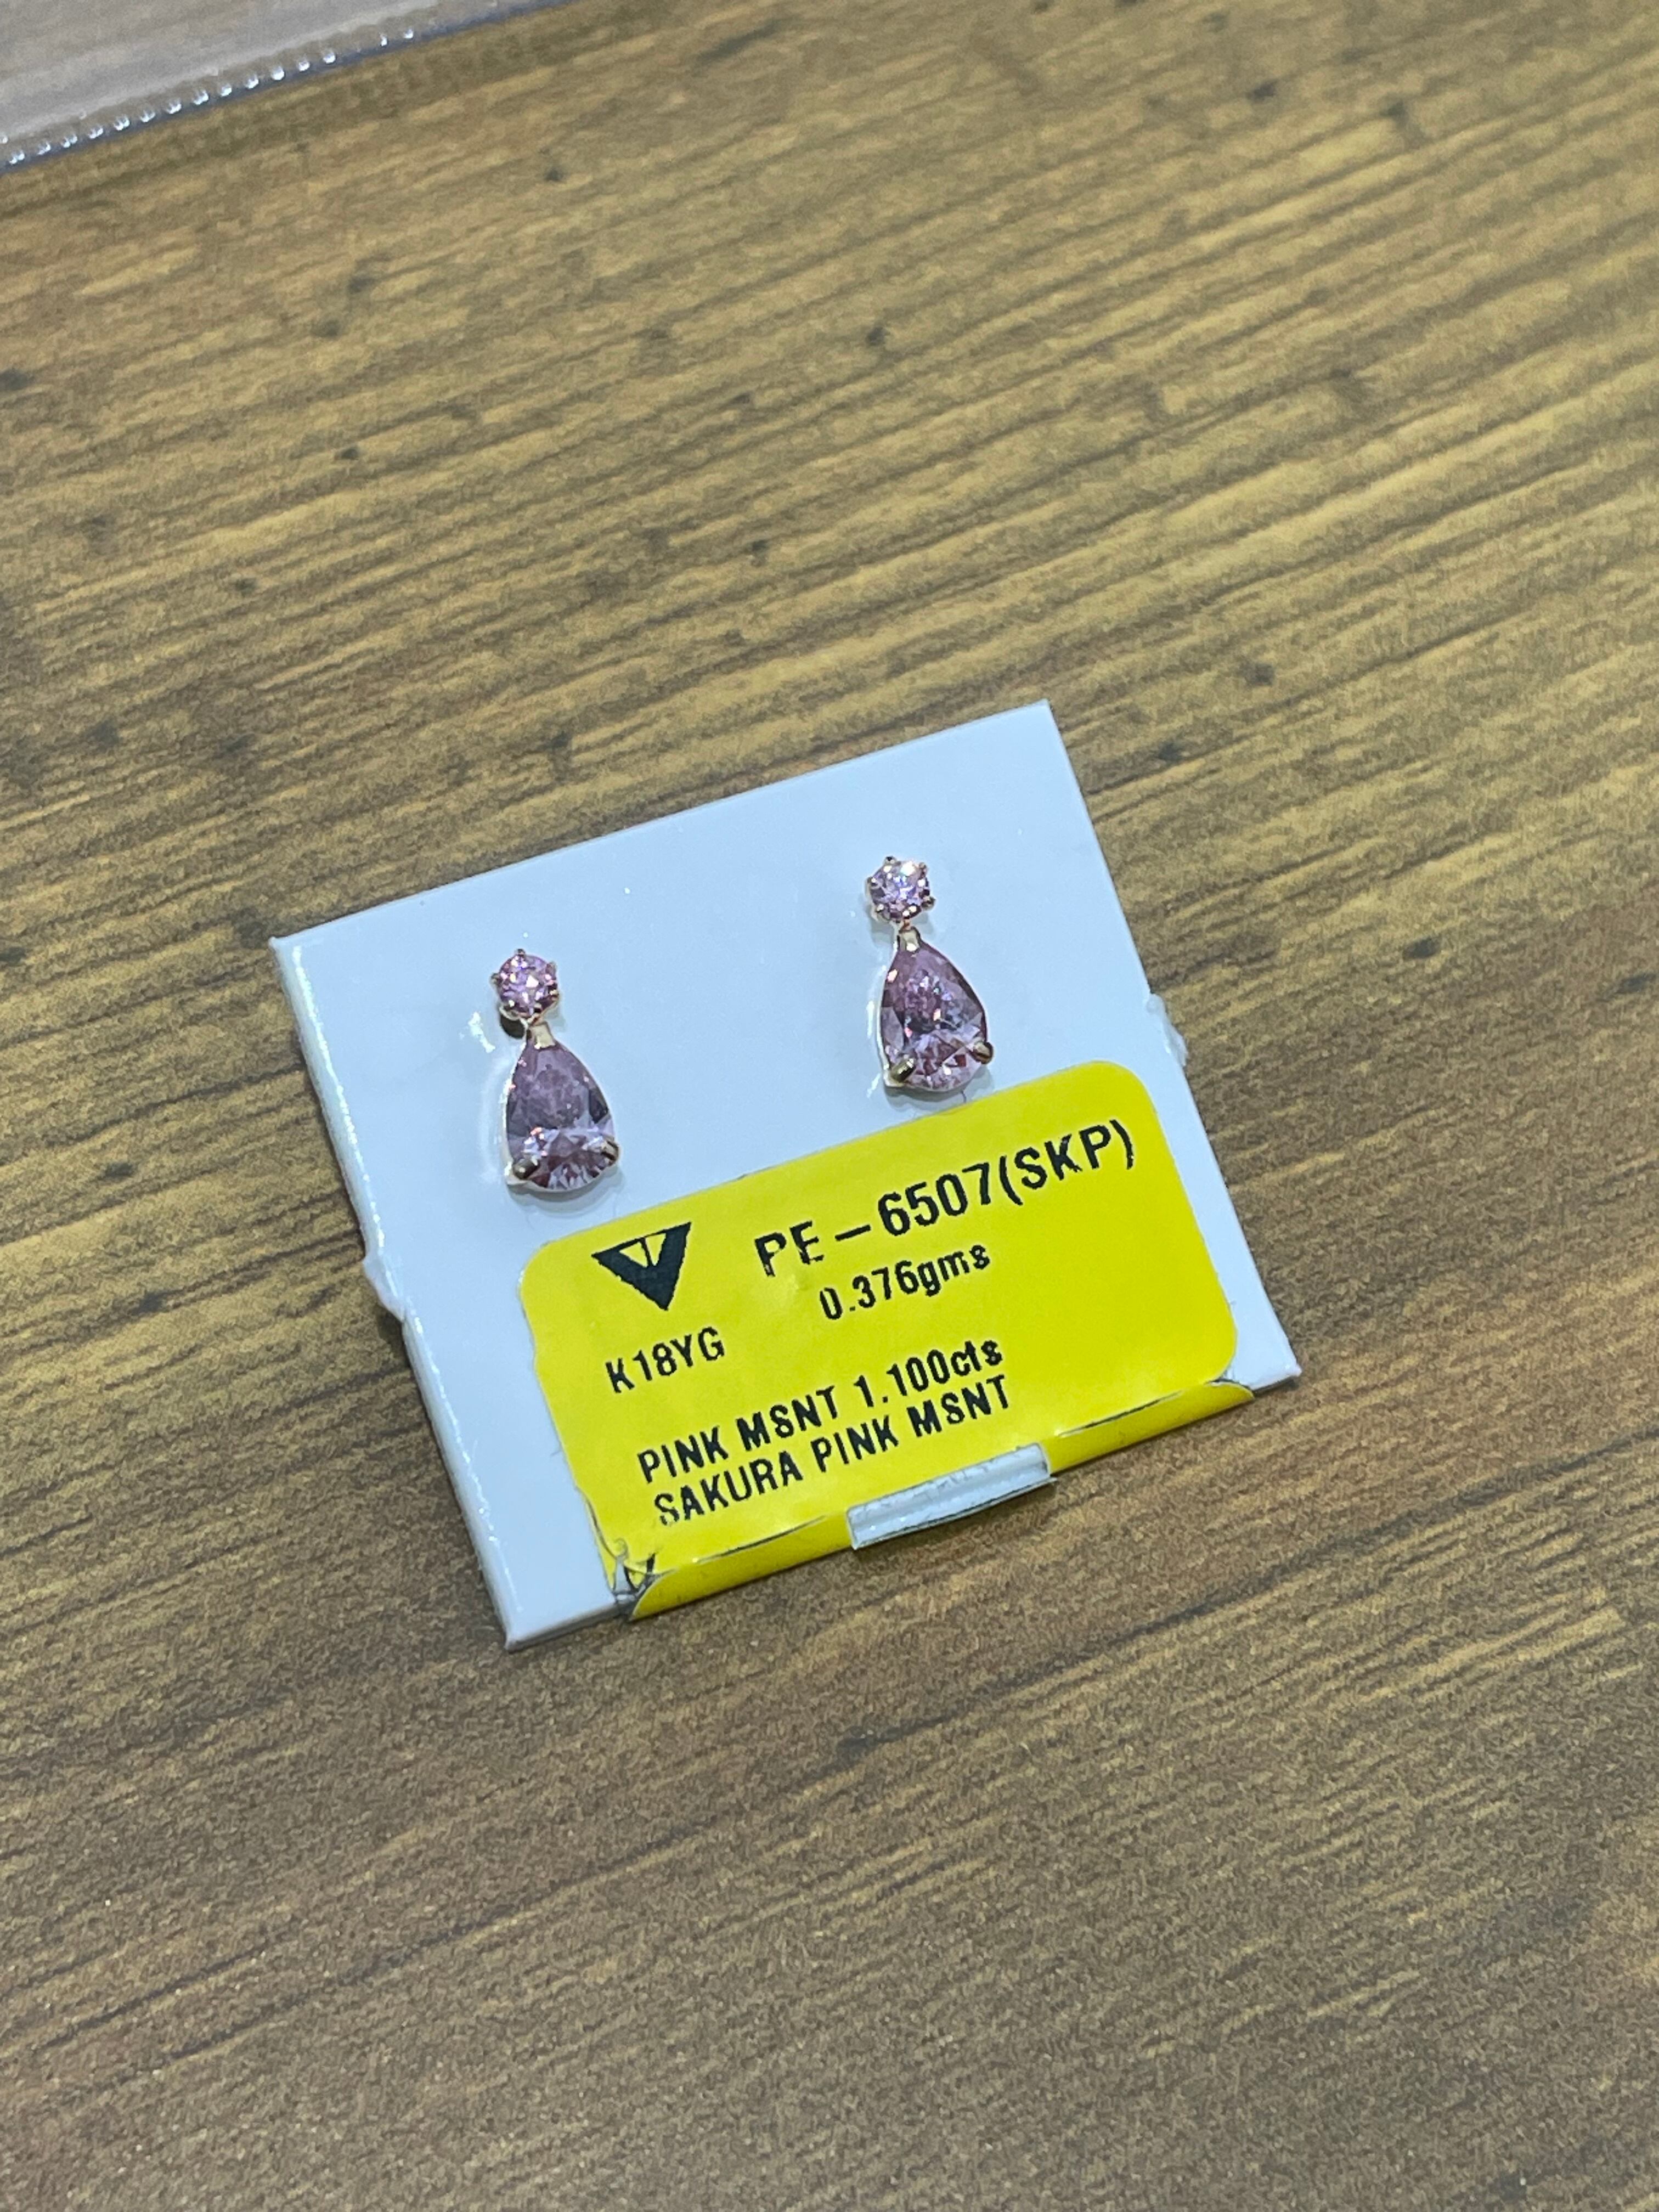 PE-6507(SKP)
0.376gms
K18YG
PINK MSNT 1.100cts
SAKURA PINK MSNT